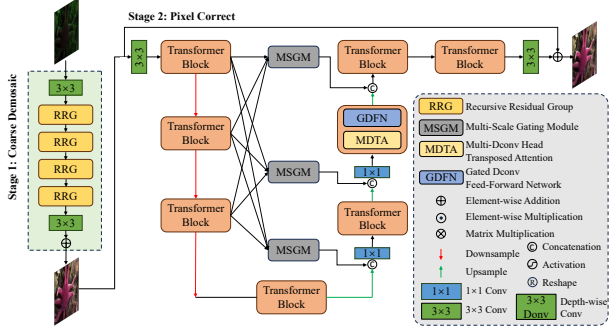 Stage 2: Pixel Correct
Stage 1: Coarse Demosaic
3×3
RRG
RRG
RRG
RRG
3×3
3×3
Transformer
Block
Transformer
Block
Transformer
Block
Transformer
Block
MSGM
MSGM
MSGM
Transformer
Block
C
GDFN
MDTA
1×1
C
Transformer
Block
1×1
C
Transformer
Block
3×3
RRG
Recursive Residual
Group
MSGM
Multi-Scale Gating Module
MDTA
Multi-Dconv Head
Transposed Attention
GDFN
Gated Dconv
Feed-Forward Network
Element-wise Addition
Element-wise Multiplication
Matrix Multiplication
Downsample
C
Concatenation
Upsample
Activation
R
Reshape
1×1
1×1 Conv
3×3
3×3 Conv
3×3
Dconv
Depth-wise
Conv